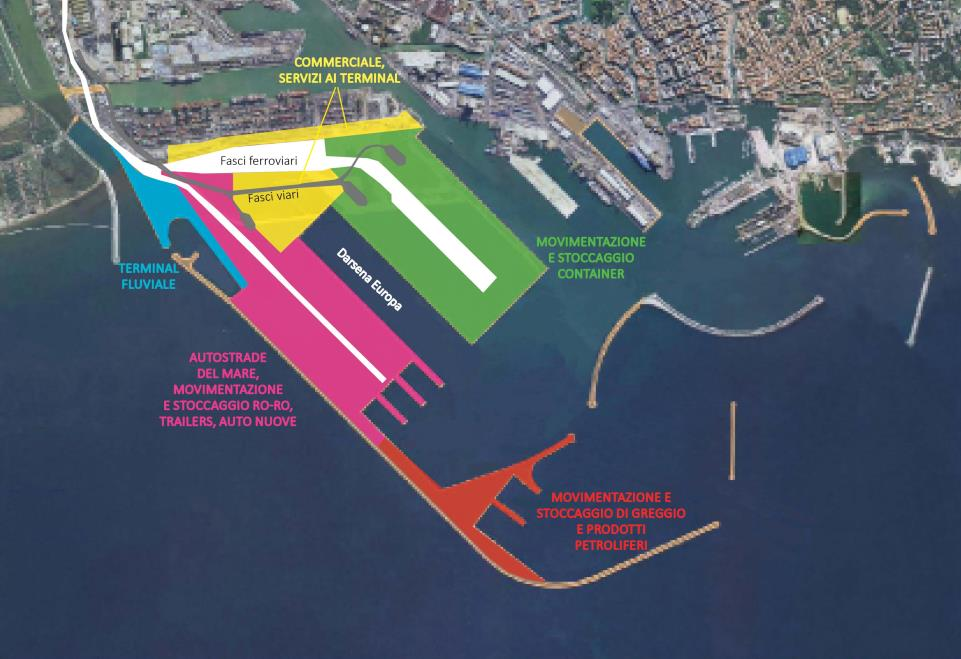 COMMERCIALE,
SERVIZI AI TERMINAL
Fasci ferroviari
Fasci viari
Darsena Europa
MOVIMENTAZIONE
E STOCCAGGIO
CONTAINER
TERMINAL
FLUVIALE
AUTOSTRADE
DEL MARE,
MOVIMENTAZIONE
E STOCCAGGIO RO-RO,
TRAILERS, AUTO NUOVE
MOVIMENTAZIONE E
STOCCAGGIO DI GREGGIO
E PRODOTTI
PETROLIFERI